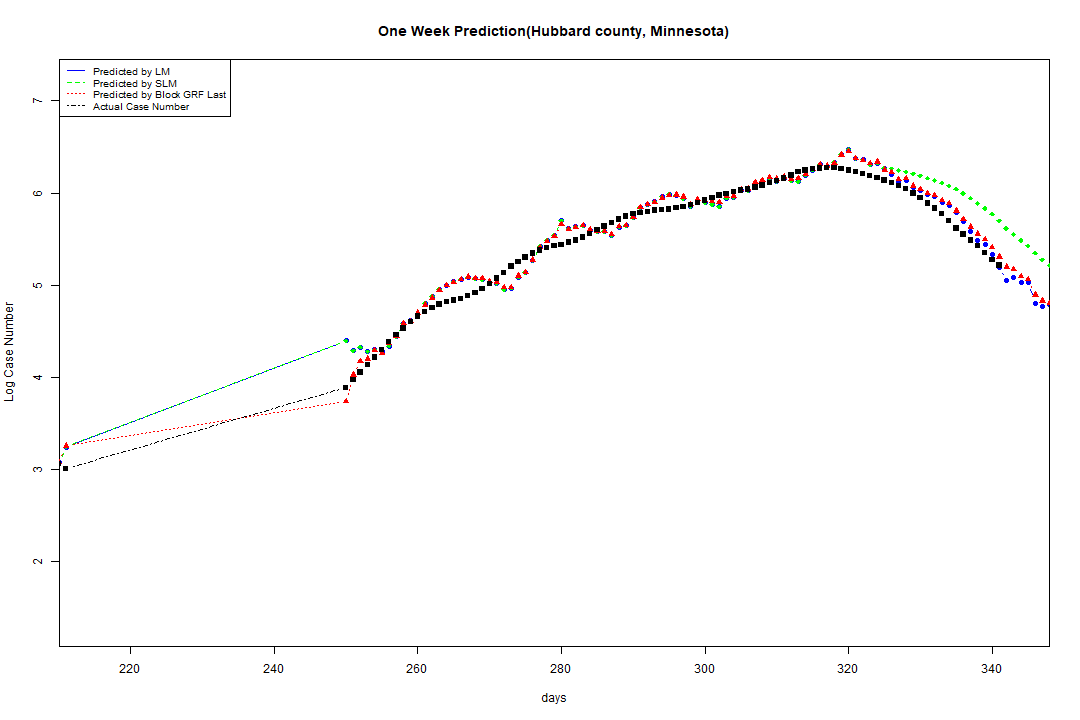 One Week Prediction(Hubbard county, Minnesota)
Predicted by LM
Predicted by SLM
Predicted by Block GRF Last
Actual Case Number
7
6
5
4
3
2
Log Case Number
220 240 260 280 300 320 340
days